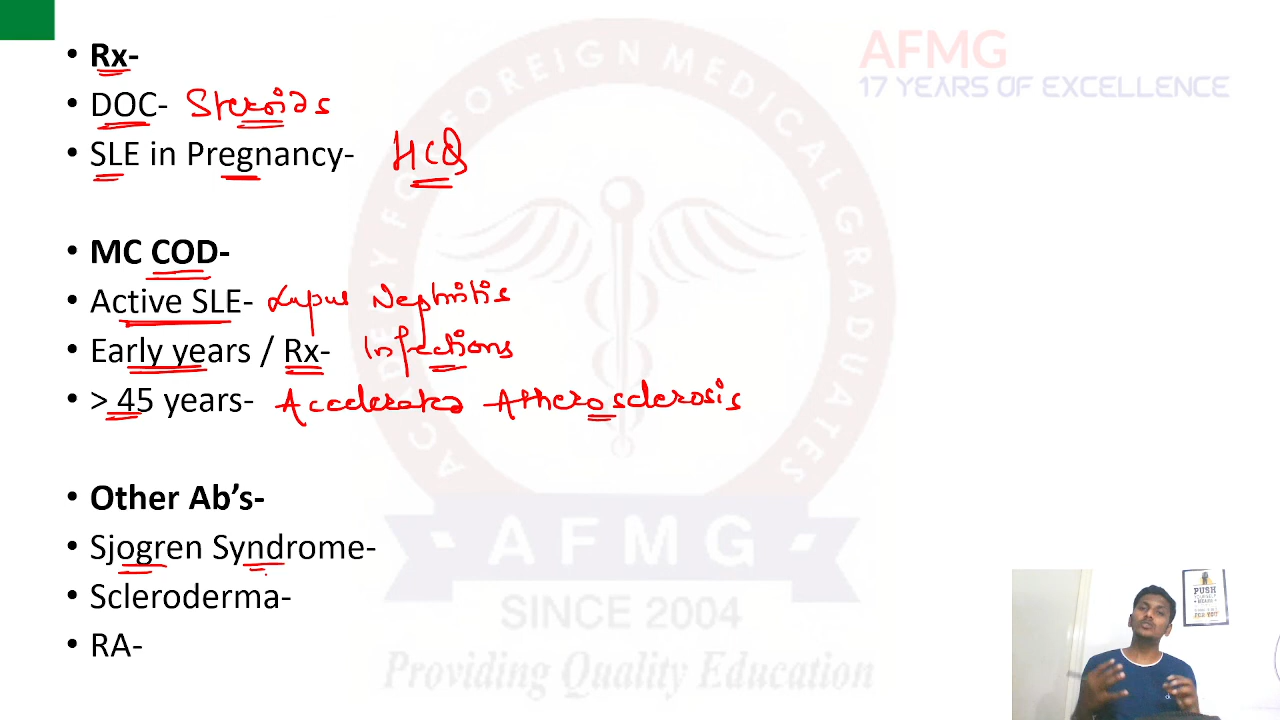 AFMG
17 YEARS OF EXCELLENCE
• Rx-
• DOC- Steroids
• SLE in Pregnancy- HCQ
• MC COD-
• Active SLE- Lupus Nephritis
• Early years / Rx- Infections
• > 45 years- Accelerated Atherosclerosis
• Other Ab's-
• Sjogren Syndrome-
• Scleroderma-
• RA-
ACADEMY FOR FOREIGN MEDICAL GRADUATES
AFMG
SINCE 2004
Providing Quality Education
PUSH
YOURSELF